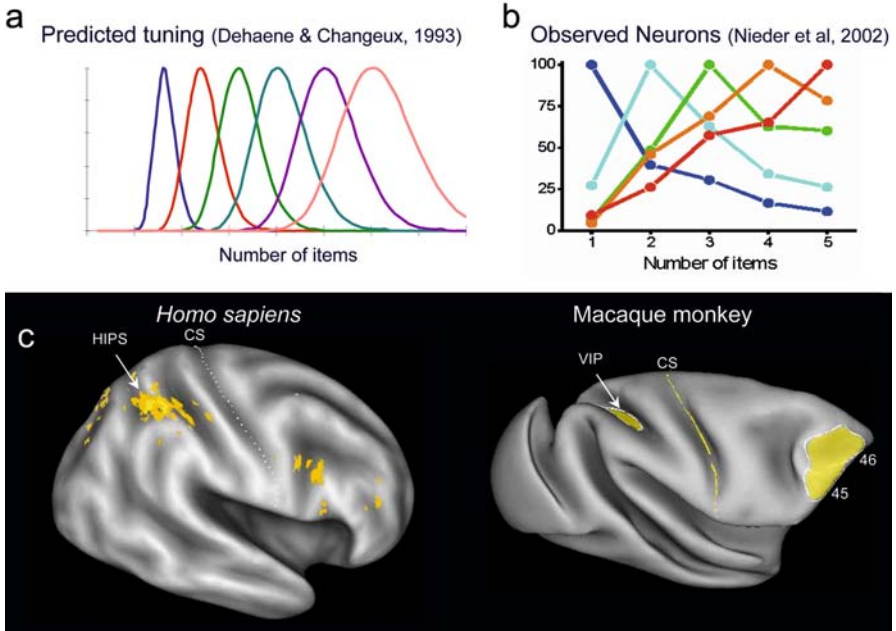 a
Predicted tuning (Dehaene & Changeux, 1993)
Number of items
b
Observed Neurons (Nieder et al, 2002)
100
75
50
25
0
1 2 3 4 5
Number of items
c
Homo sapiens
HIPS
CS
Macaque monkey
VIP
CS
46
45